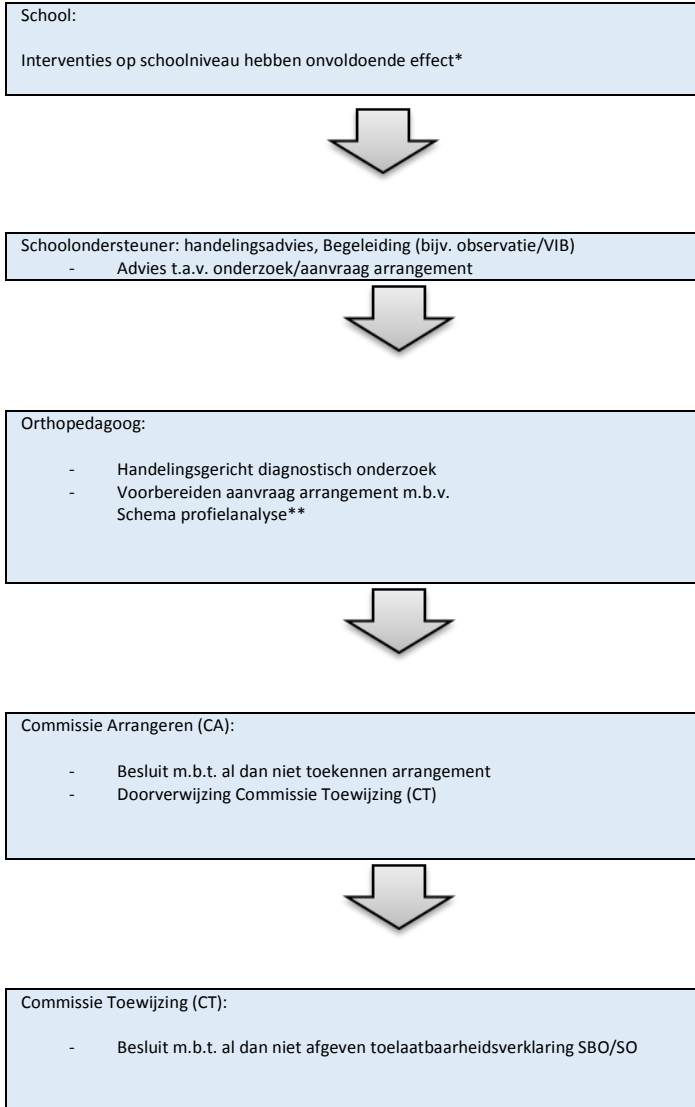 School:
Interventies op schoolniveau hebben onvoldoende effect*
Schoolondersteuner: handelingsadvies, Begeleiding (bijv. observatie/VIB)
- Advies t.a.v. onderzoek/aanvraag arrangement
Orthopedagoog:
- Handelingsgericht diagnostisch onderzoek
- Voorbereiden aanvraag arrangement m.b.v.
Schema profielanalyse**
Commissie Arrangeren (CA):
- Besluit m.b.t. al dan niet toekennen arrangement
- Doorverwijzing Commissie Toewijzing (CT)
Commissie Toewijzing (CT):
- Besluit m.b.t. al dan niet afgeven toelaatbaarheidsverklaring SBO/SO